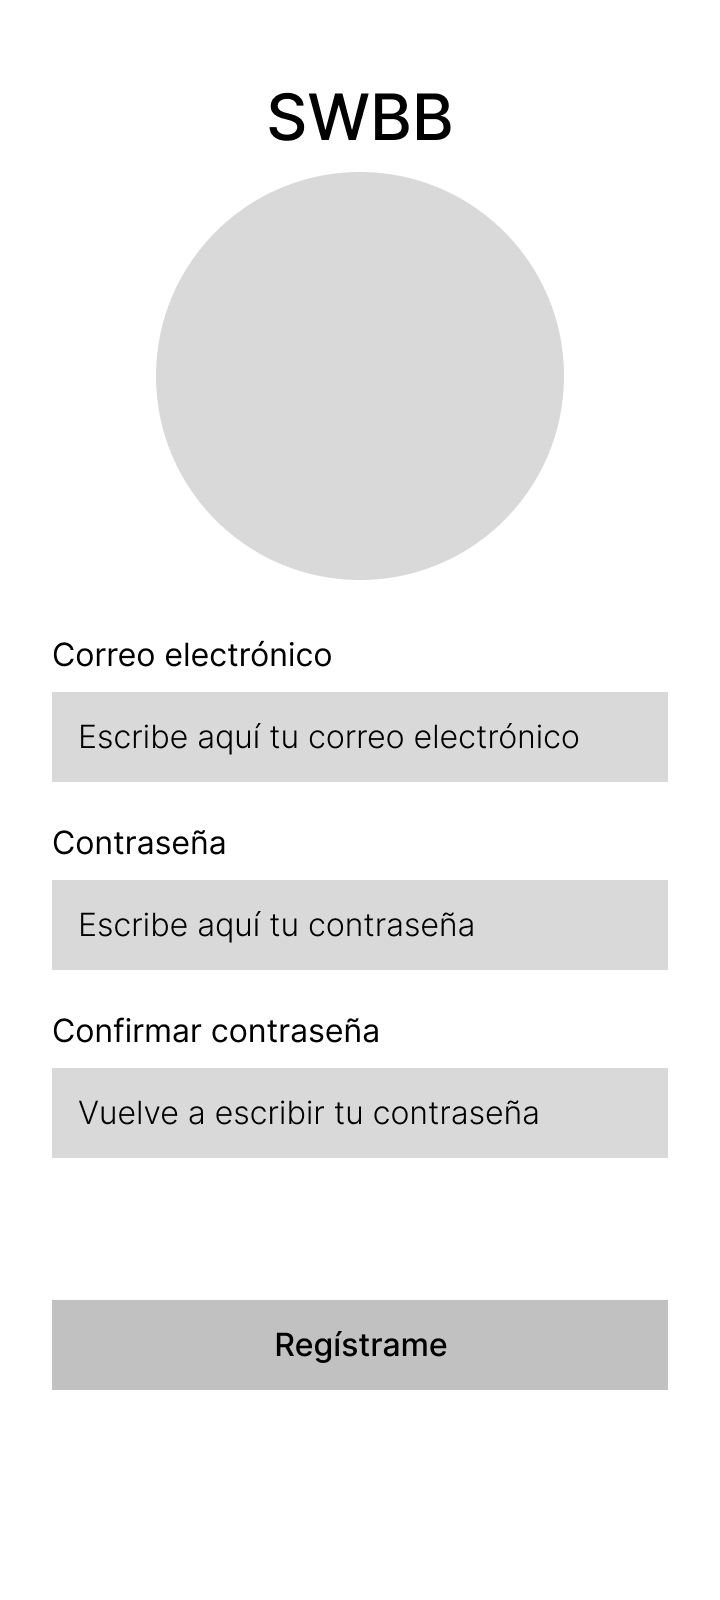 SWBB
Correo electrónico
Escribe aquí tu correo electrónico
Contraseña
Escribe aquí tu contraseña
Confirmar contraseña
Vuelve a escribir tu contraseña
Regístrame